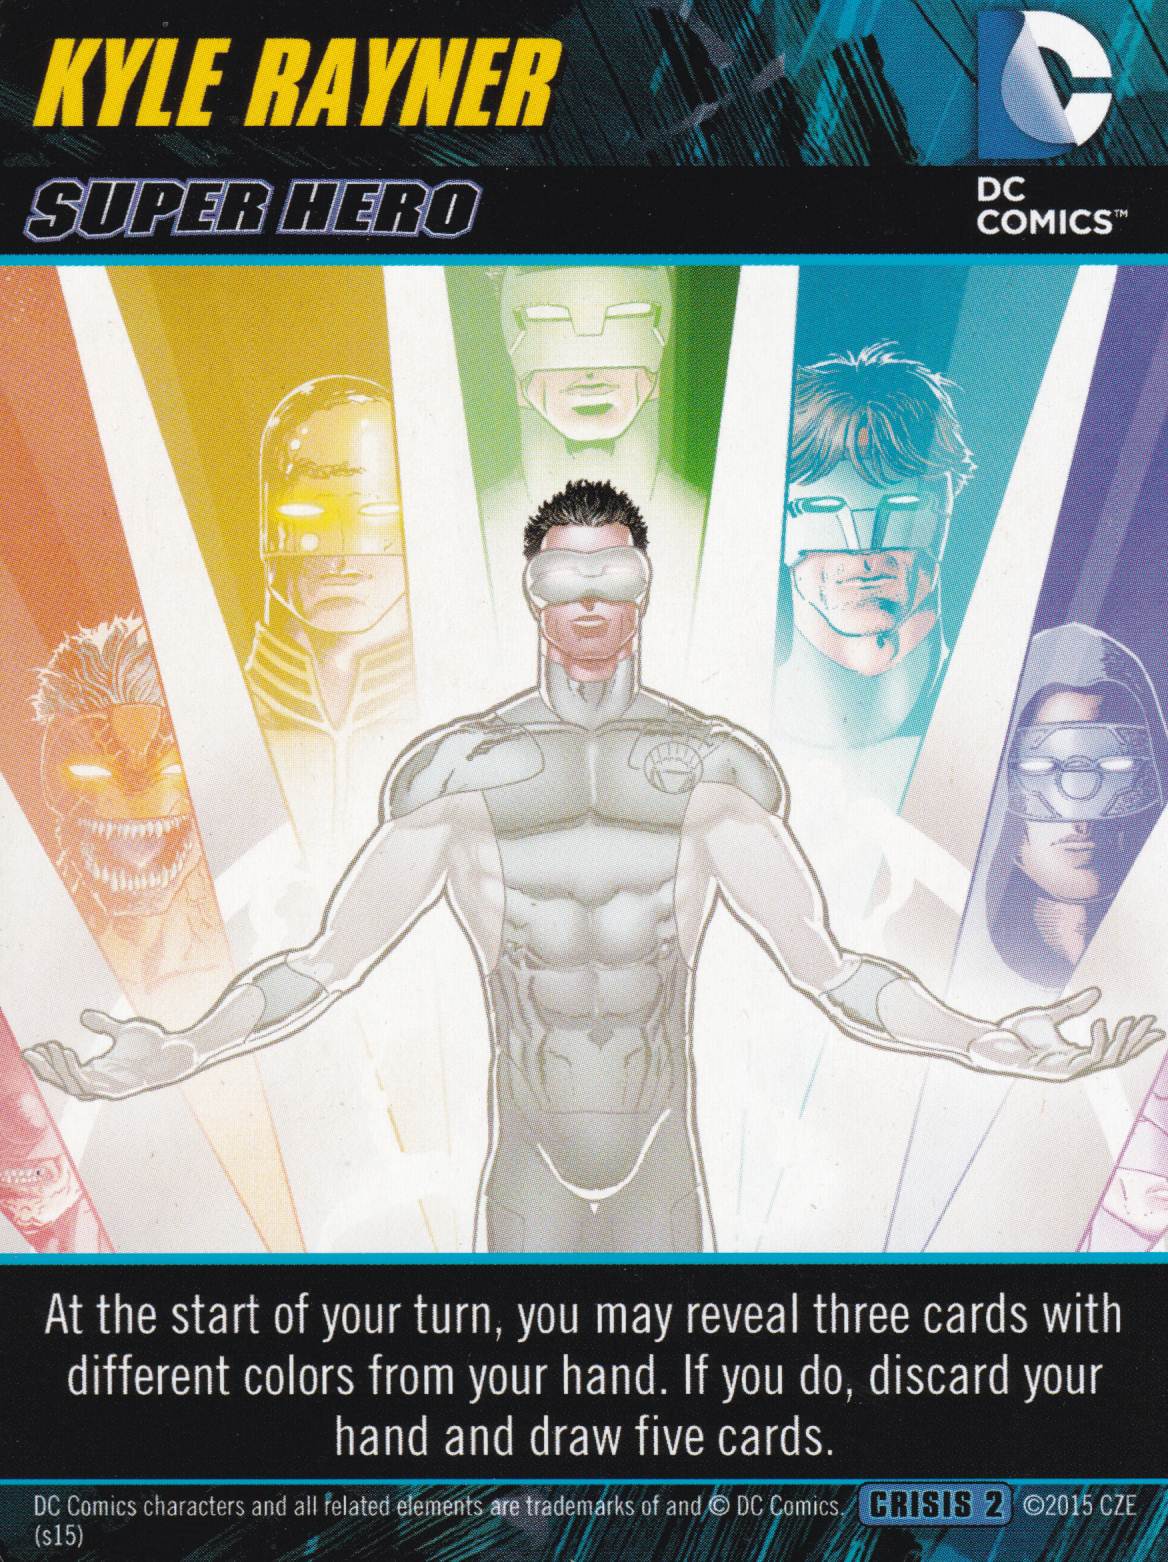 KYLE RAYNER
SUPER HERO
DC
COMICS™
At the start of your turn, you may reveal three cards with
different colors from your hand. If you do, discard your
hand and draw five cards.
DC Comics characters and all related elements are trademarks of and © DC Comics. CRISIS 2 ©2015 CZE
(s15)